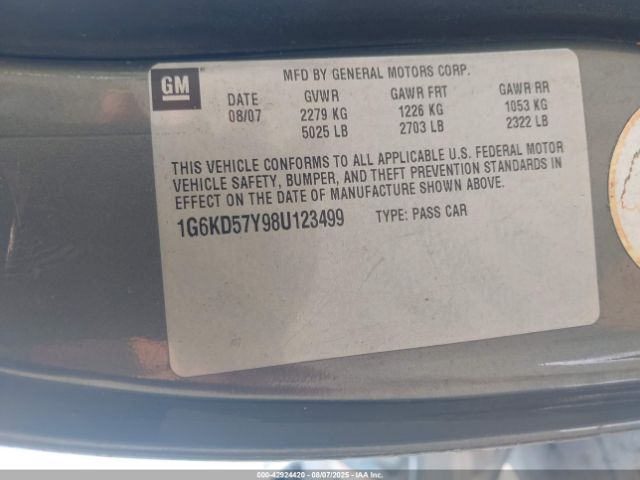 GM
MFD BY GENERAL MOTORS CORP.
DATE GVWR GAWR FRT GAWR RR
08/07 2279 KG 1226 KG 1053 KG
5025 LB 2703 LB 2322 LB
THIS VEHICLE CONFORMS TO ALL APPLICABLE U.S. FEDERAL MOTOR
VEHICLE SAFETY, BUMPER, AND THEFT PREVENTION STANDARDS IN
EFFECT ON THE DATE OF MANUFACTURE SHOWN ABOVE.
1G6KD57Y98U123499 TYPE: PASS CAR
000-42924420 - 08/07/2025 - IAAI.COM